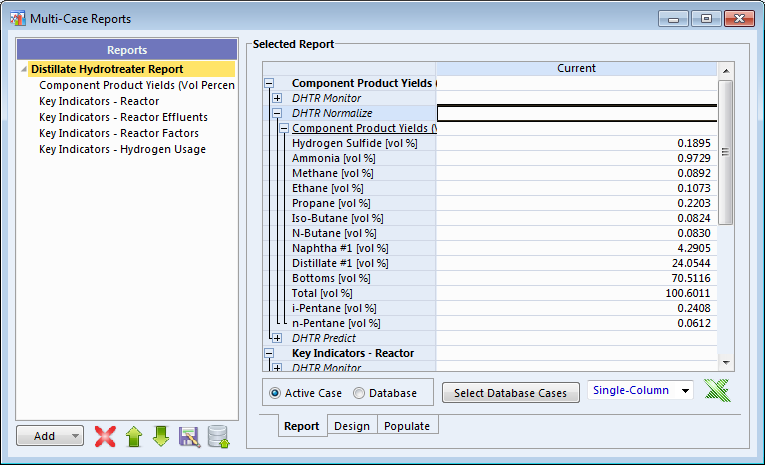 Multi-Case Reports
Reports
Distillate Hydrotreater Report
Component Product Yields (Vol Percen
Key Indicators - Reactor
Key Indicators - Reactor Effluents
Key Indicators - Reactor Factors
Key Indicators - Hydrogen Usage
Add
Selected Report
Current
Component Product Yields (
DHTR Monitor
DHTR Normalize
Component Product Yields (V
Hydrogen Sulfide [vol %] 0.1895
Ammonia [vol %] 0.9729
Methane [vol %] 0.0892
Ethane [vol %] 0.1073
Propane [vol %] 0.2203
Iso-Butane [vol %] 0.0824
N-Butane [vol %] 0.0830
Naphtha #1 [vol %] 4.2905
Distillate #1 [vol %] 24.0544
Bottoms [vol %] 70.5116
Total [vol %] 100.6011
i-Pentane [vol %] 0.2408
n-Pentane [vol %] 0.0612
DHTR Predict
Key Indicators - Reactor
DHTR Monitor
Active Case Database Select Database Cases Single-Column
Report Design Populate